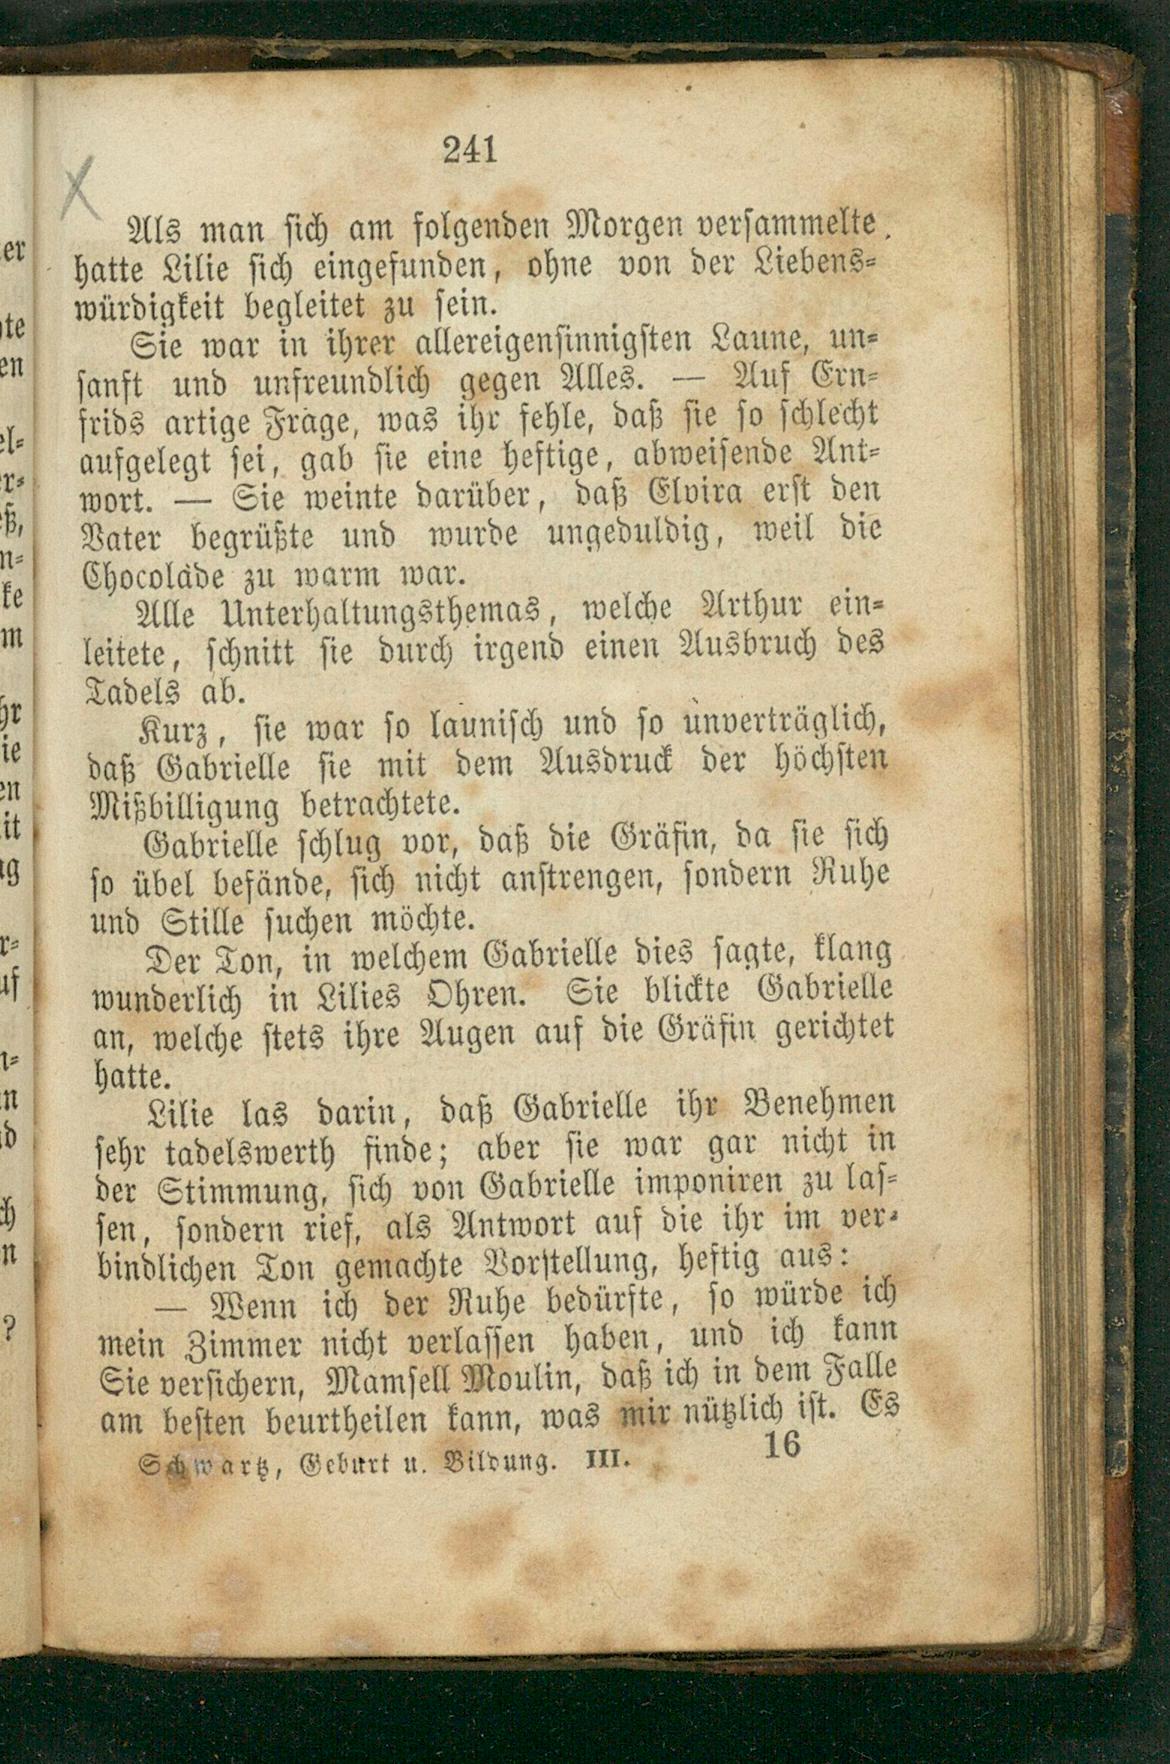 241
Als man sich am folgenden Morgen versammelte,
hatte Lilie sich eingefunden, ohne von der Liebens-
würdigkeit begleitet zu sein.
Sie war in ihrer allereigensinnigsten Laune, un-
sanft und unfreundlich gegen Alles. — Auf Ern-
frids artige Frage, was ihr fehle, daß sie so schlecht
aufgelegt sei, gab sie eine heftige, abweisende Ant-
wort. — Sie weinte darüber, daß Elvira erst den
Vater begrüßte und wurde ungeduldig, weil die
Chocolade zu warm war.
Alle Unterhaltungsthemas, welche Arthur ein-
leitete, schnitt sie durch irgend einen Ausbruch des
Tadels ab.
Kurz, sie war so launisch und so unverträglich,
daß Gabrielle sie mit dem Ausdruck der höchsten
Mißbilligung betrachtete.
Gabrielle schlug vor, daß die Gräfin, da sie sich
so übel befände, sich nicht anstrengen, sondern Ruhe
und Stille suchen möchte.
Der Ton, in welchem Gabrielle dies sagte, klang
wunderlich in Lilies Ohren. Sie blickte Gabrielle
an, welche stets ihre Augen auf die Gräfin gerichtet
hatte.
Lilie las darin, daß Gabrielle ihr Benehmen
sehr tadelswerth finde; aber sie war gar nicht in
der Stimmung, sich von Gabrielle imponiren zu las-
sen, sondern rief, als Antwort auf die ihr im ver-
bindlichen Ton gemachte Vorstellung, heftig aus:
— Wenn ich der Ruhe bedürfte, so würde ich
mein Zimmer nicht verlassen haben, und ich kann
Sie versichern, Mamsell Moulin, daß ich in dem Falle
am besten beurtheilen kann, was mir nützlich ist. Es
Schwartz, Geburt u. Bildung. III. 16